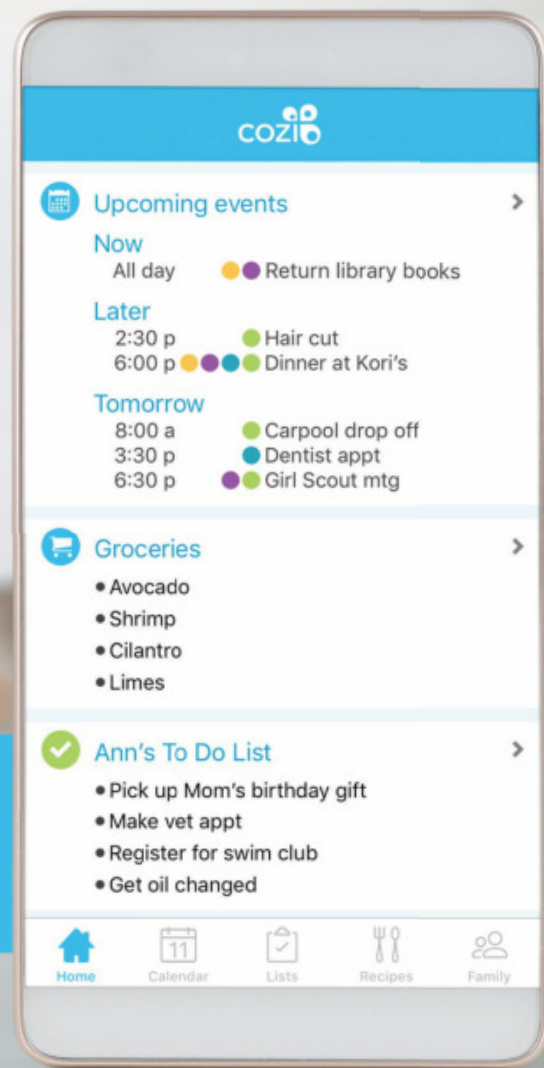 cozi
Upcoming events
Now
All day Return library books
Later
2:30 p Hair cut
6:00 p Dinner at Kori's
Tomorrow
8:00 a Carpool drop off
3:30 p Dentist appt
6:30 p Girl Scout mtg
Groceries
• Avocado
• Shrimp
• Cilantro
• Limes
Ann's To Do List
• Pick up Mom's birthday gift
• Make vet appt
• Register for swim club
• Get oil changed
11
Home Calendar Lists Recipes Family